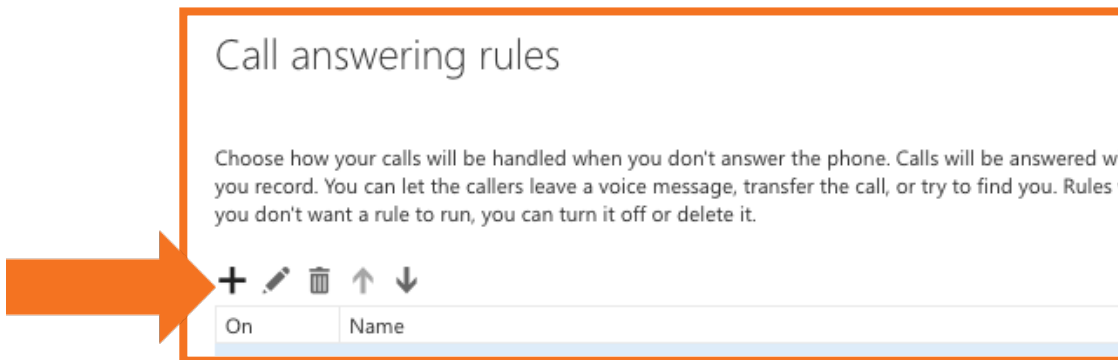 Call answering rules
Choose how your calls will be handled when you don't answer the phone. Calls will be answered
you record. You can let the callers leave a voice message, transfer the call, or try to find you. Rules
you don't want a rule to run, you can turn it off or delete it.
On Name